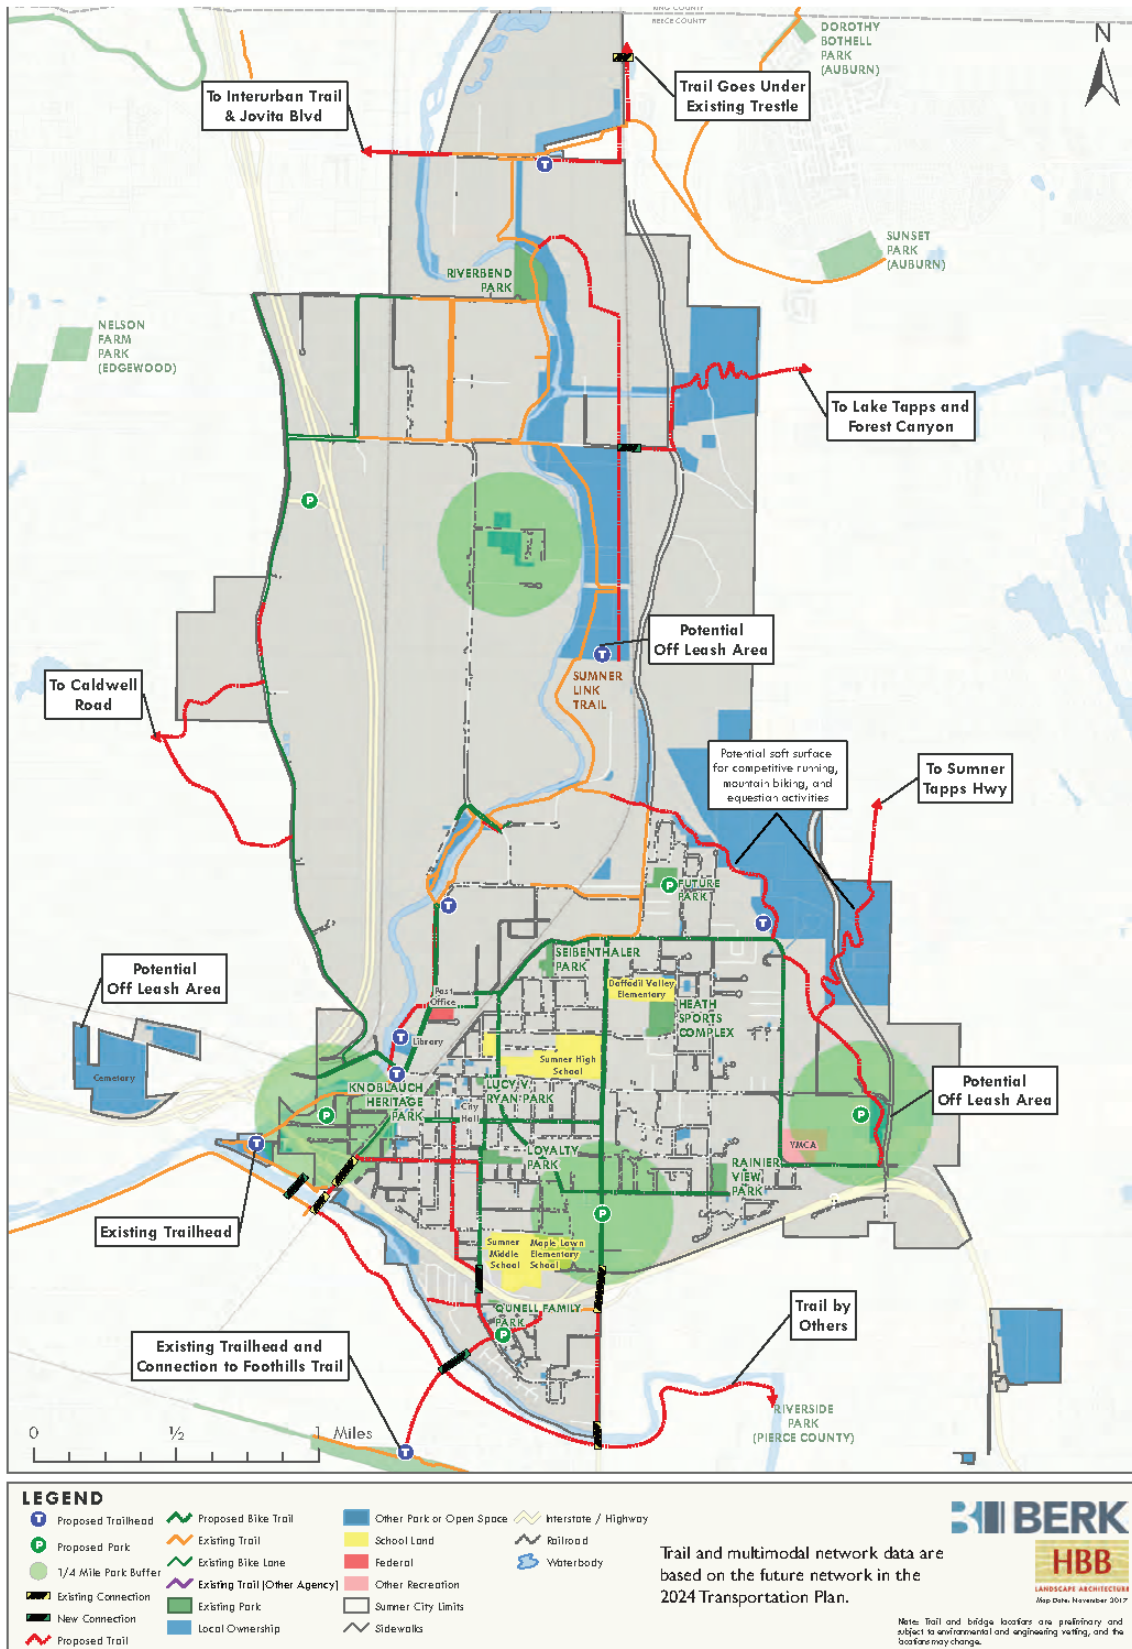 KING COUNTY
PIERCE COUNTY
DOROTHY
BOTHELL
PARK
(AUBURN)
N
To Interurban Trail
& Jovita Blvd
Trail Goes Under
Existing Trestle
T
SUNSET
PARK
(AUBURN)
RIVERBEND
PARK
NELSON
FARM
PARK
(EDGEWOOD)
To Lake Tapps and
Forest Canyon
P
Potential
Off Leash Area
T
SUMNER
LINK
TRAIL
To Caldwell
Road
Potential soft surface
for competitive running,
mountain biking, and
equestian activities
To Sumner
Tapps Hwy
P
FUTURE
PARK
T
T
SEIBENTHALER
PARK
Potential
Off Leash Area
Daffodil Valley
Elementary
Post
Office
HEATH
SPORTS
COMPLEX
T
Library
Sumner High
School
Cemetery
T
KNOBLAUCH
HERITAGE
PARK
LUCY V.
RYAN PARK
City
Hall
Potential
Off Leash Area
P
P
T
LOYALTY
PARK
YMCA
RAINIER
VIEW
PARK
Existing Trailhead
P
Sumner
Middle
School
Maple Lawn
Elementary
School
QUNELL FAMILY
PARK
P
Trail by
Others
Existing Trailhead and
Connection to Foothills Trail
RIVERSIDE
PARK
(PIERCE COUNTY)
0 ½ 1 Miles
T
LEGEND
T Proposed Trailhead
P Proposed Park
1/4 Mile Park Buffer
Existing Connection
New Connection
Proposed Trail
Proposed Bike Trail
Existing Trail
Existing Bike Lane
Existing Trail (Other Agency)
Existing Park
Local Ownership
Other Park or Open Space
School Land
Federal
Other Recreation
Sumner City Limits
Sidewalks
Interstate / Highway
Railroad
Waterbody
Trail and multimodal network data are
based on the future network in the
2024 Transportation Plan.
BERK
HBB
LANDSCAPE ARCHITECTURE
Map Date: November 2017
Note: Trail and bridge locations are preliminary and
subject to environmental and engineering vetting, and the
locations may change.